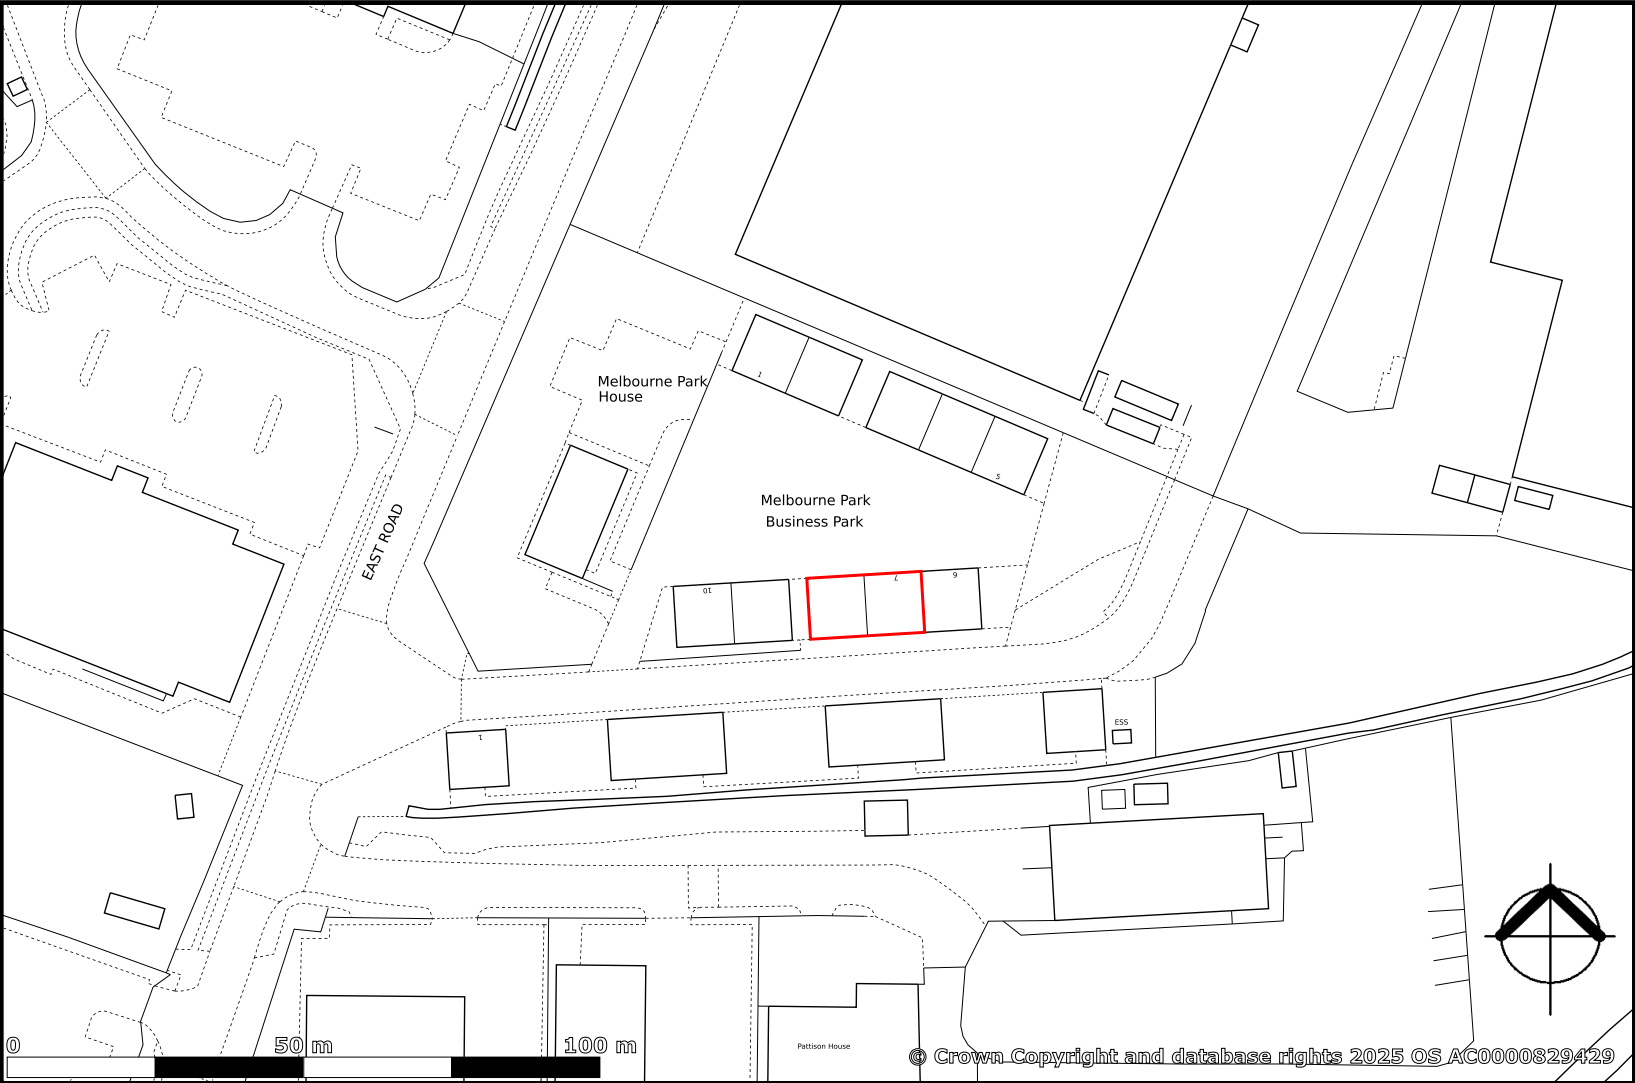 Melbourne Park
House
1
5
Melbourne Park
Business Park
EAST ROAD
10
7
6
1
ESS
Pattison House
0
50 m
100 m
© Crown Copyright and database rights 2025 OS AC0000829429